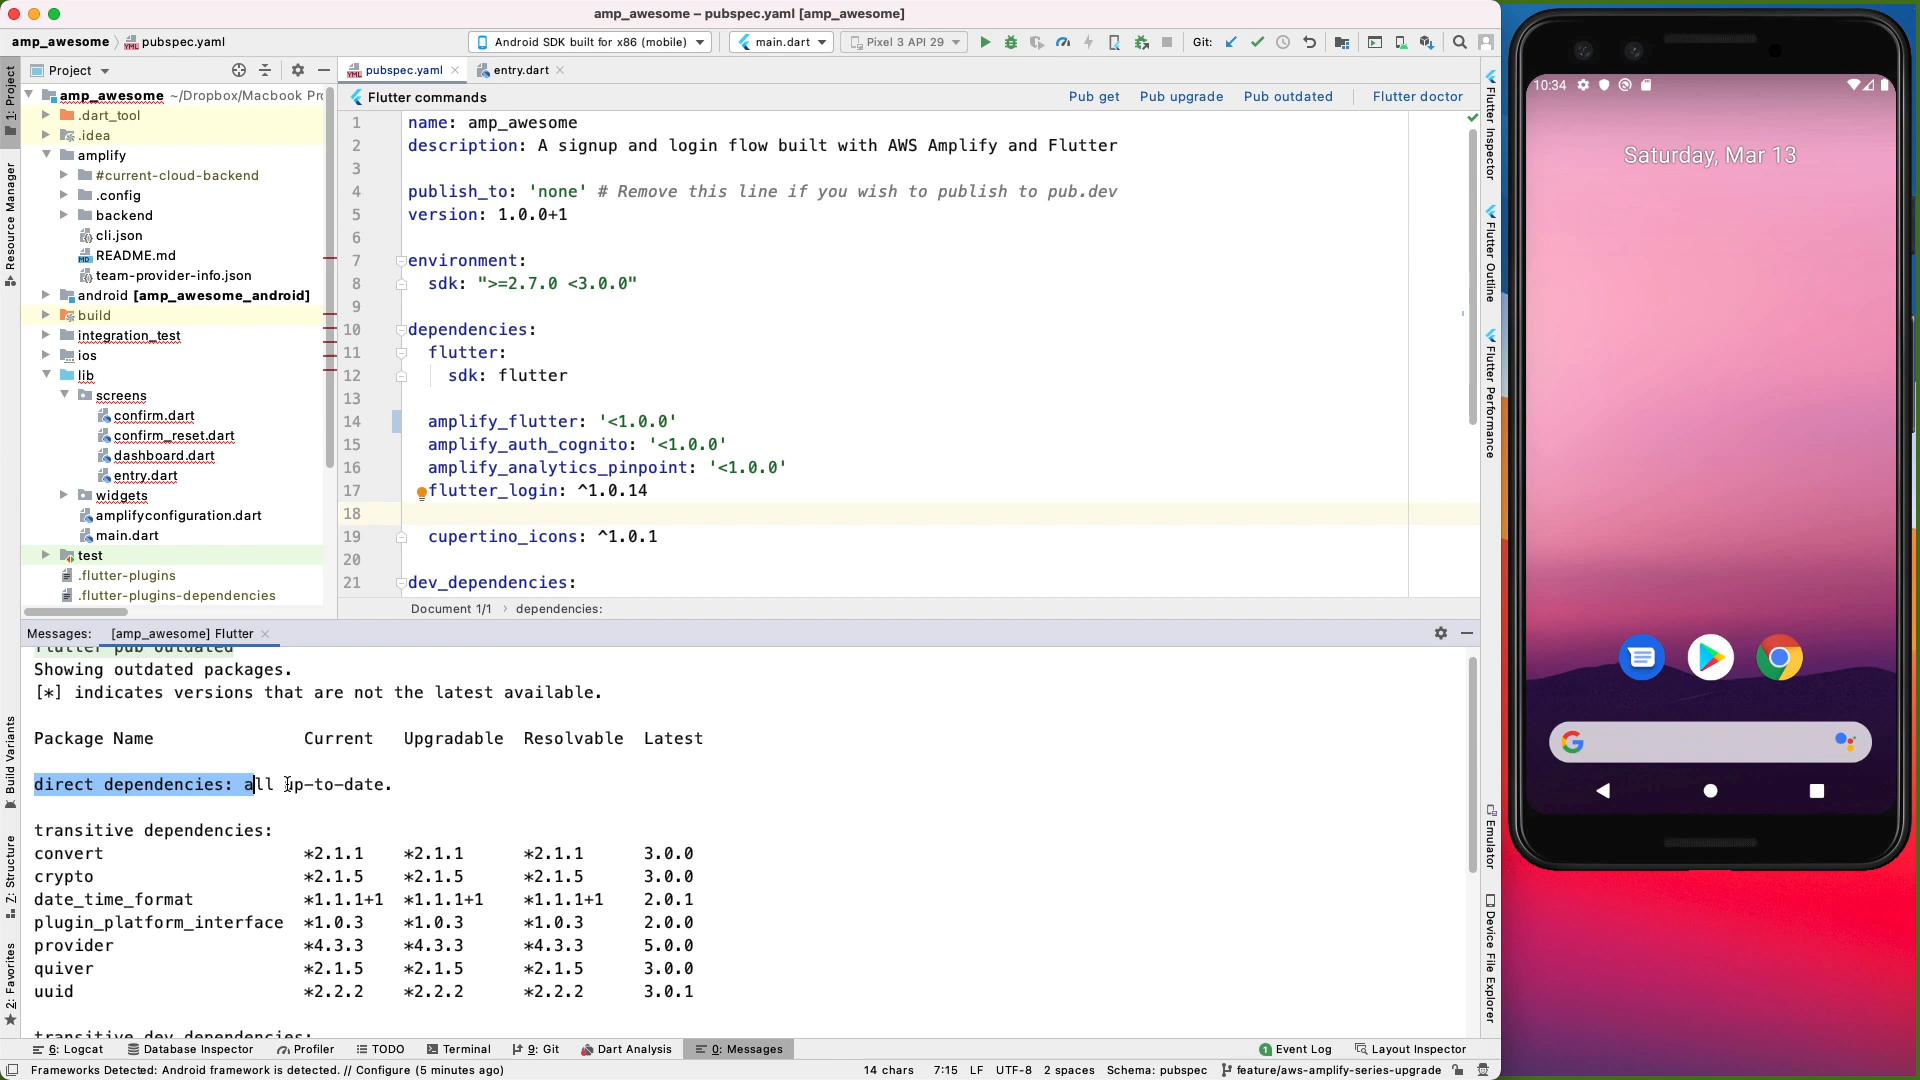 amp_awesome – pubspec.yaml [amp_awesome]
amp_awesome
pubspec.yaml
Android SDK built for x86 (mobile)
main.dart
Pixel 3 API 29
Git:
Project
pubspec.yaml
entry.dart
1: Project
Resource Manager
Build Variants
Z: Structure
2: Favorites
amp_awesome ~/Dropbox/Macbook Pro
.dart_tool
.idea
amplify
#current-cloud-backend
.config
backend
cli.json
README.md
team-provider-info.json
android [amp_awesome_android]
build
integration_test
ios
lib
screens
confirm.dart
confirm_reset.dart
dashboard.dart
entry.dart
widgets
amplifyconfiguration.dart
main.dart
test
.flutter-plugins
.flutter-plugins-dependencies
Flutter commands
Pub get
Pub upgrade
Pub outdated
Flutter doctor
1 name: amp_awesome
2 description: A signup and login flow built with AWS Amplify and Flutter
3
4 publish_to: 'none' # Remove this line if you wish to publish to pub.dev
5 version: 1.0.0+1
6
7 environment:
8 sdk: ">=2.7.0 <3.0.0"
9
10 dependencies:
11 flutter:
12 sdk: flutter
13
14 amplify_flutter: '<1.0.0'
15 amplify_auth_cognito: '<1.0.0'
16 amplify_analytics_pinpoint: '<1.0.0'
17 flutter_login: ^1.0.14
18
19 cupertino_icons: ^1.0.1
20
21 dev_dependencies:
Document 1/1 › dependencies:
Flutter Inspector
Flutter Outline
Flutter Performance
Emulator
Device File Explorer
Messages: [amp_awesome] Flutter
flutter pub outdated
Showing outdated packages.
[*] indicates versions that are not the latest available.
Package Name Current Upgradable Resolvable Latest
direct dependencies: all up-to-date.
transitive dependencies:
convert *2.1.1 *2.1.1 *2.1.1 3.0.0
crypto *2.1.5 *2.1.5 *2.1.5 3.0.0
date_time_format *1.1.1+1 *1.1.1+1 *1.1.1+1 2.0.1
plugin_platform_interface *1.0.3 *1.0.3 *1.0.3 2.0.0
provider *4.3.3 *4.3.3 *4.3.3 5.0.0
quiver *2.1.5 *2.1.5 *2.1.5 3.0.0
uuid *2.2.2 *2.2.2 *2.2.2 3.0.1
transitive dev_dependencies:
6: Logcat
Database Inspector
Profiler
TODO
Terminal
9: Git
Dart Analysis
0: Messages
1 Event Log
Layout Inspector
Frameworks Detected: Android framework is detected. // Configure (5 minutes ago)
14 chars
7:15
LF
UTF-8
2 spaces
Schema: pubspec
feature/aws-amplify-series-upgrade
10:34
Saturday, Mar 13